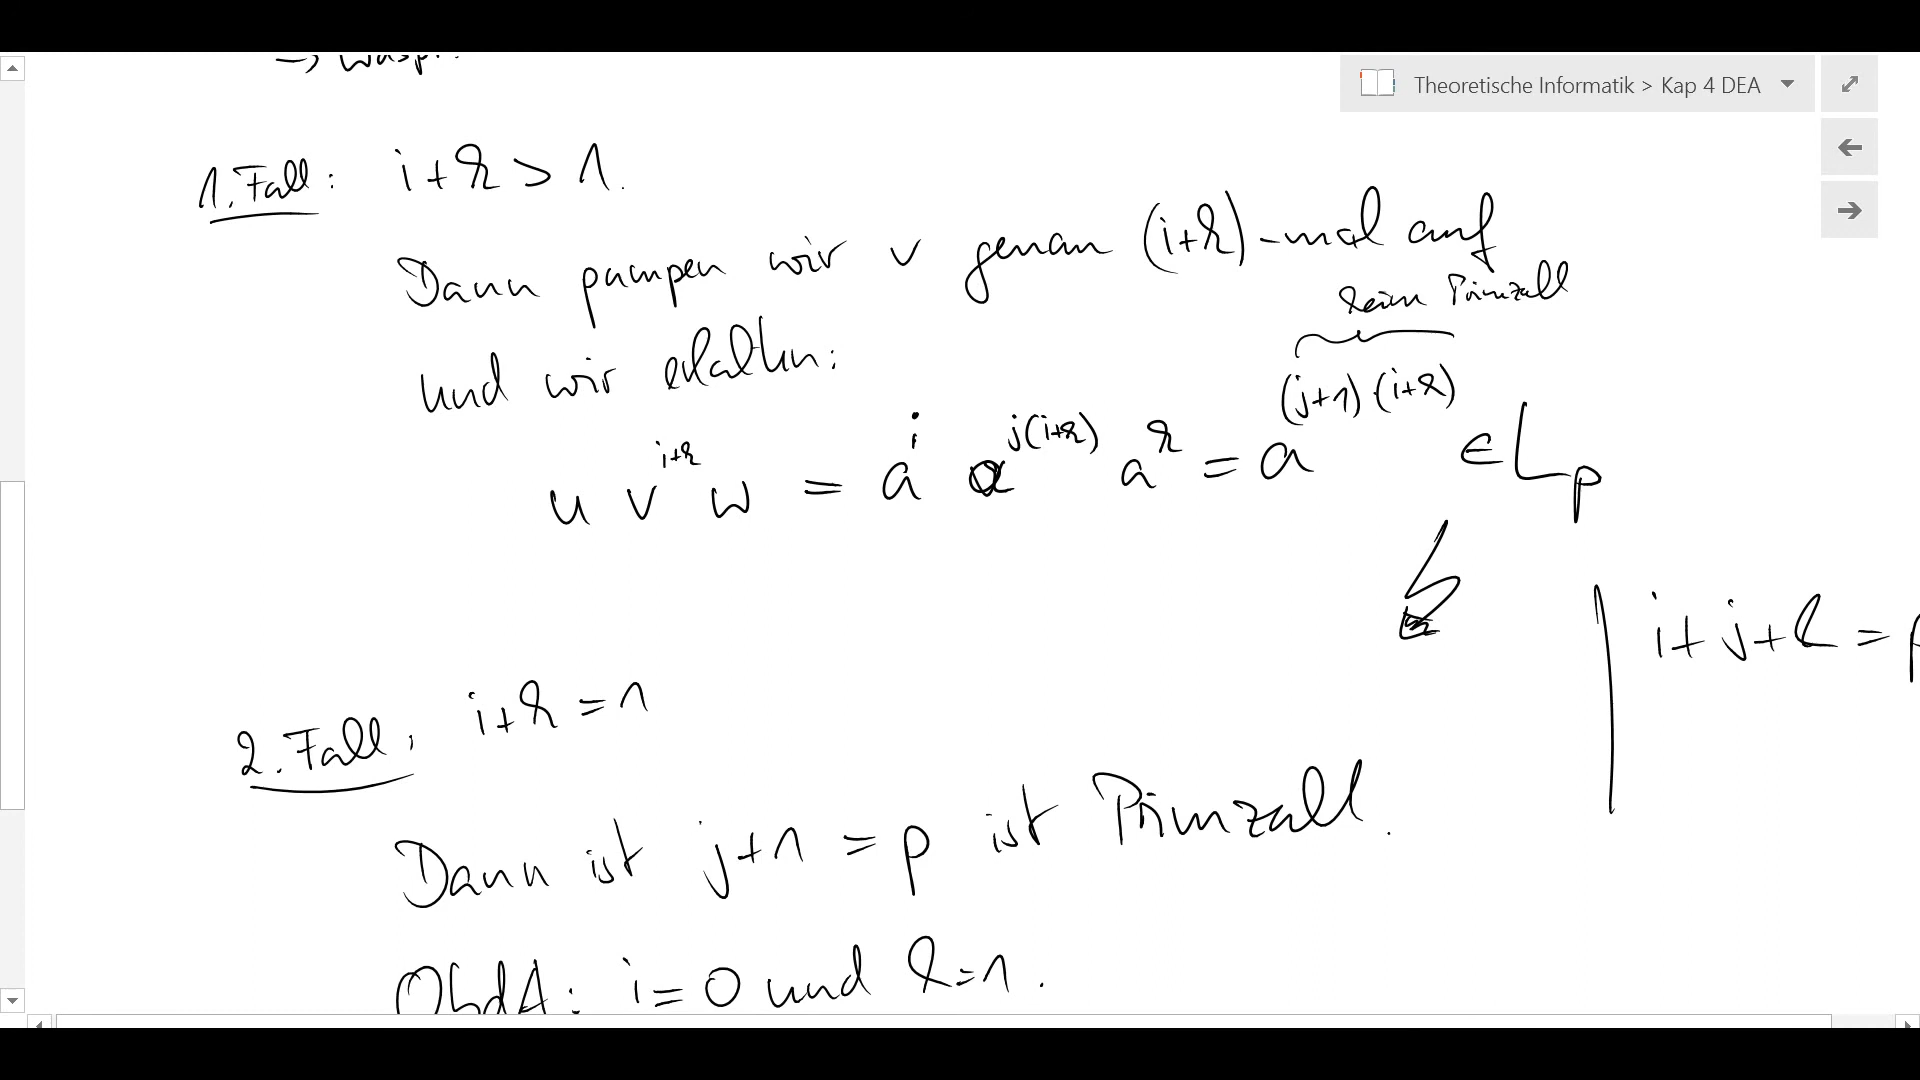 Theoretische Informatik > Kap 4 DEA
1. Fall: i+k > 1.
Dann pumpen wir v genau (i+k)-mal auf
und wir erhalten:
keine Primzahl
u v^{i+k} w = a^i a^{j(i+k)} a^k = a^{(j+1)·(i+k)} ∈ L_p
i+j+k = p
2. Fall: i+k = 1
Dann ist j+1 = p ist Primzahl.
ObdA: i=0 und k=1.